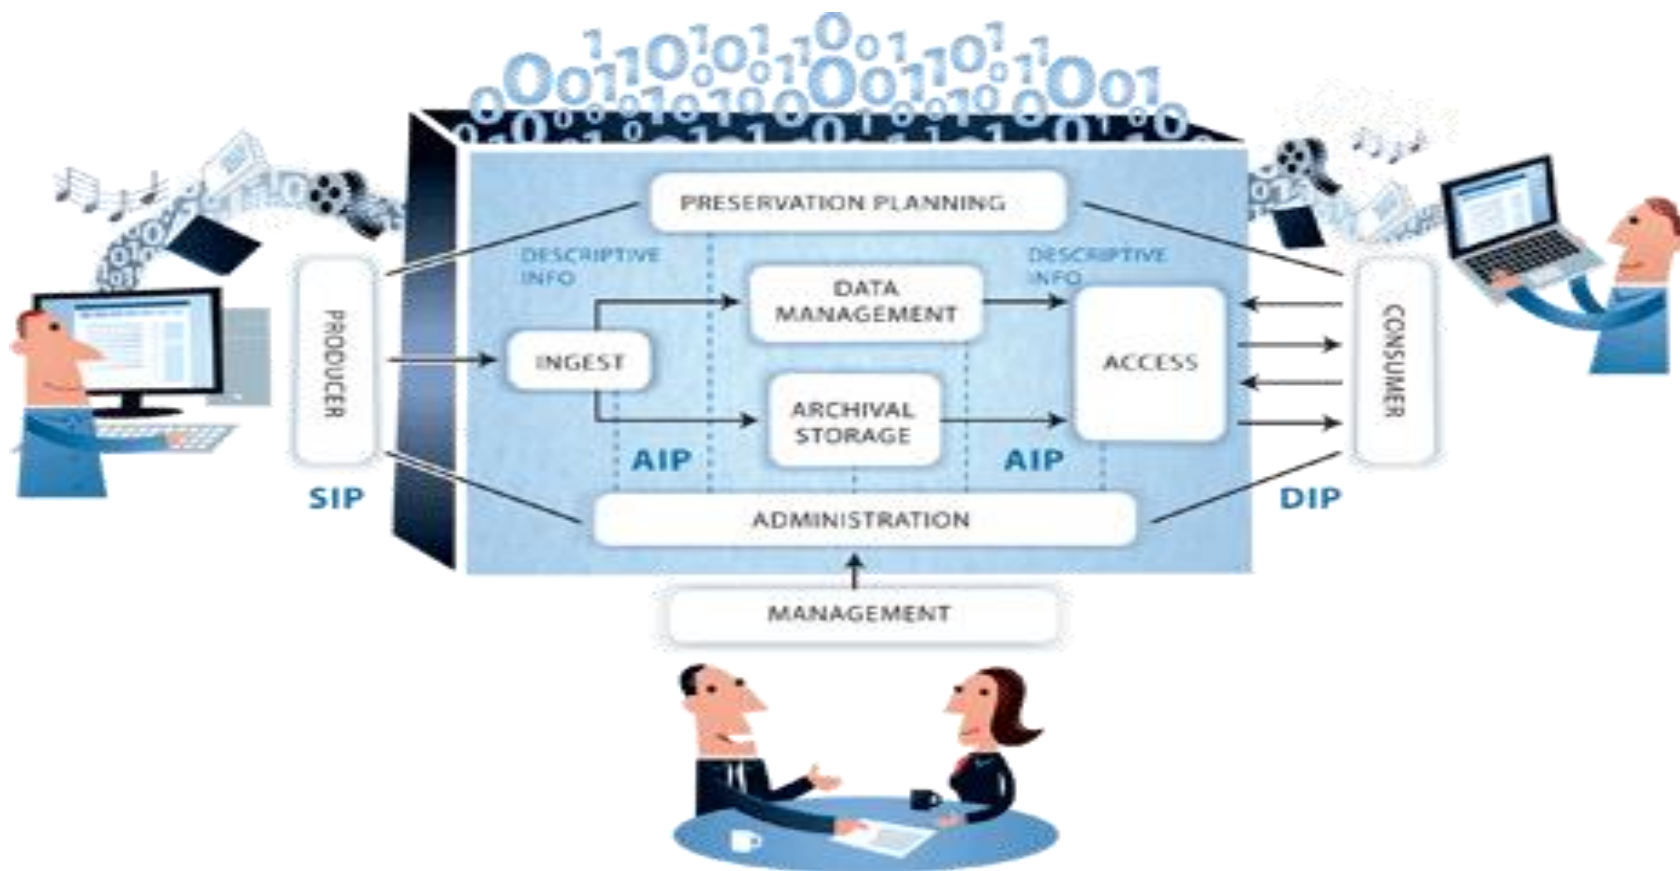 PRESERVATION PLANNING
DESCRIPTIVE
INFO
DESCRIPTIVE
INFO
DATA
MANAGEMENT
PRODUCER
INGEST
ACCESS
CONSUMER
ARCHIVAL
STORAGE
AIP
AIP
SIP
DIP
ADMINISTRATION
MANAGEMENT